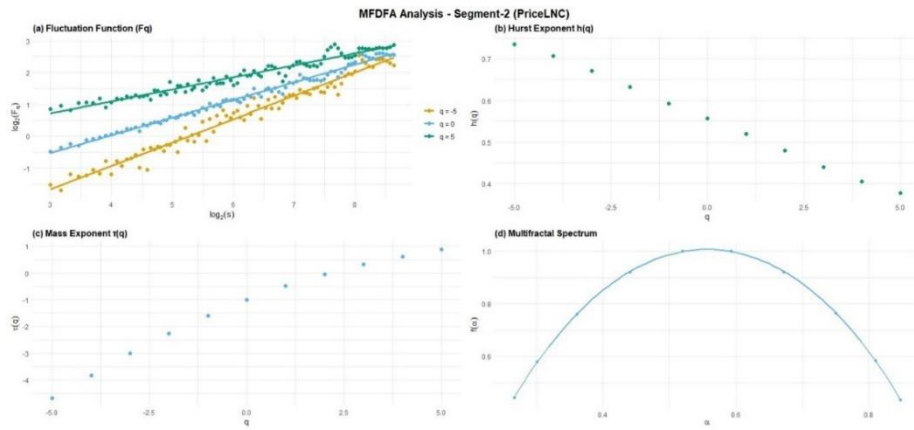 MFDFA Analysis - Segment-2 (PriceLNC)
(a) Fluctuation Function (Fq)
3
2
1
0
-1
3
4
5
6
7
8
log₂(s)
log₂(Fq)
q = -5
q = 0
q = 5
(b) Hurst Exponent h(q)
0.7
0.6
0.5
0.4
-5.0
-2.5
0.0
2.5
5.0
q
h(q)
(c) Mass Exponent τ(q)
1
0
-1
-2
-3
-4
-5.0
-2.5
0.0
2.5
5.0
q
τ(q)
(d) Multifractal Spectrum
1.0
0.8
0.6
0.4
0.6
0.8
α
f(α)